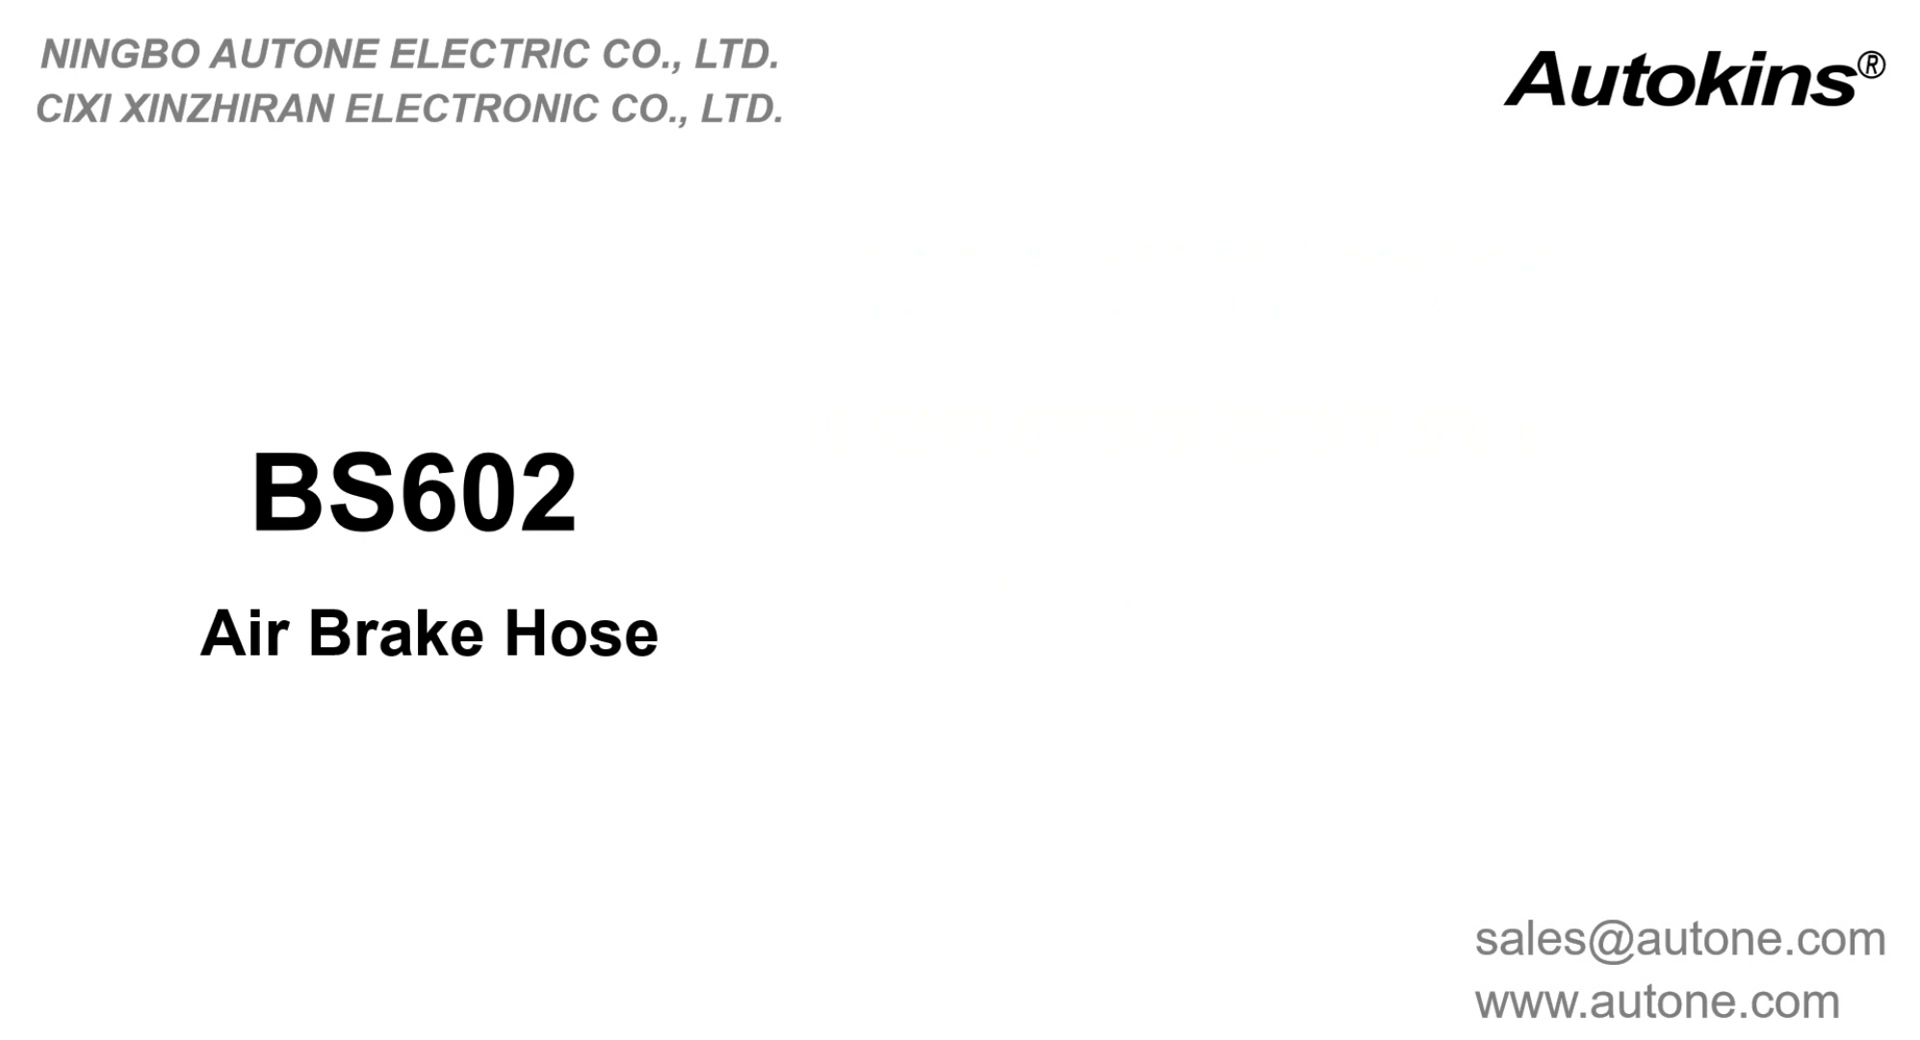 NINGBO AUTONE ELECTRIC CO., LTD.
CIXI XINZHIRAN ELECTRONIC CO., LTD.
Autokins®
BS602
Air Brake Hose
sales@autone.com
www.autone.com